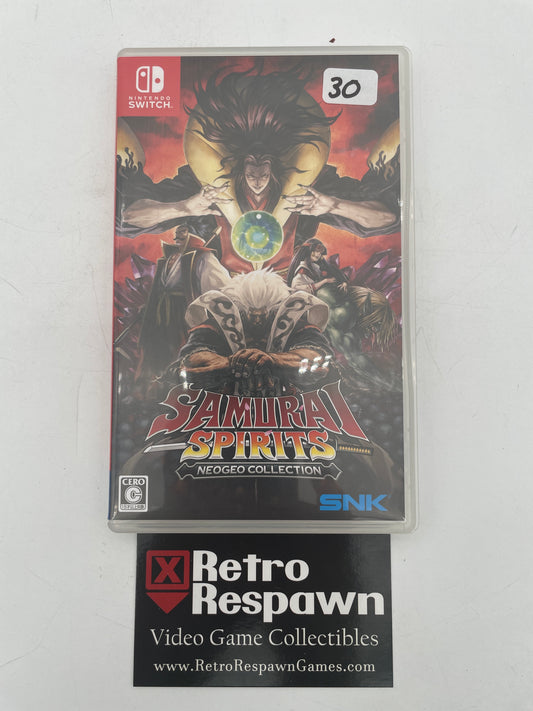 NINTENDO
SWITCH.
30
SAMURAI
SPIRITS
NEOGEO COLLECTION
CERO
C
SNK
Retro
Respawn
Video Game Collectibles
www.RetroRespawnGames.com